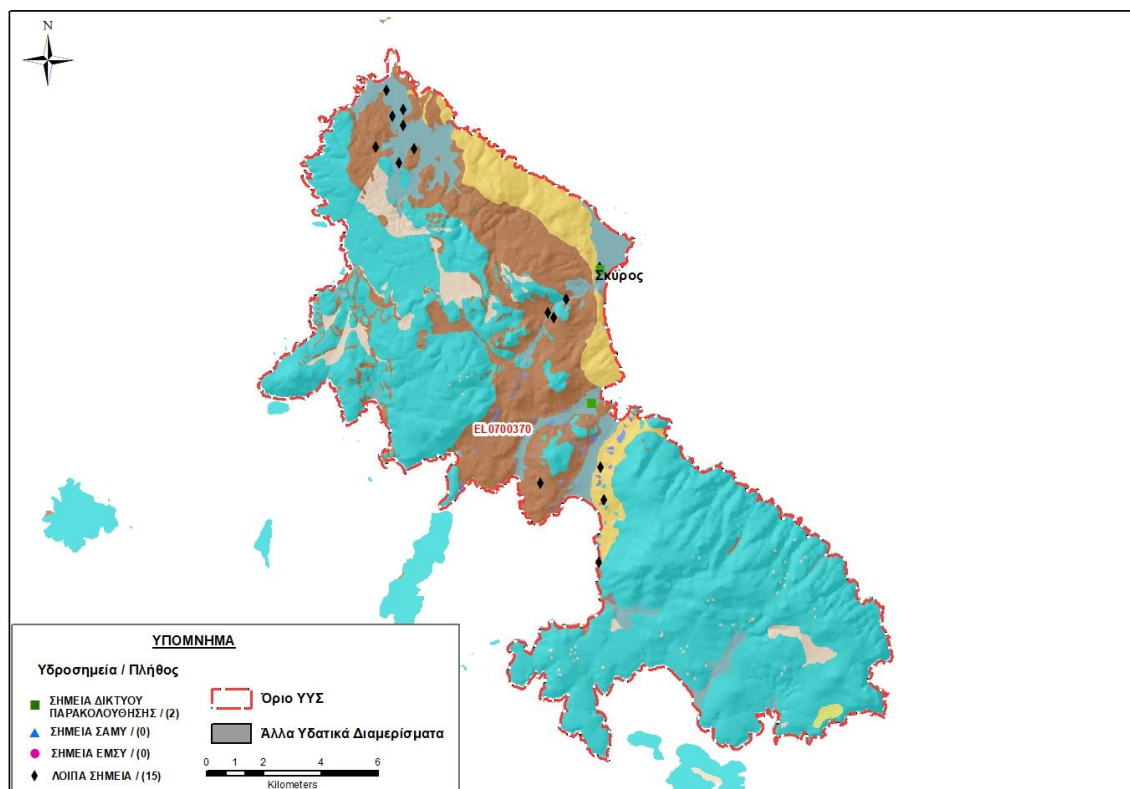 N
Σκύρος
EL0700370
ΥΠΟΜΝΗΜΑ
Υδροσημεία / Πλήθος
ΣΗΜΕΙΑ ΔΙΚΤΥΟΥ
ΠΑΡΑΚΟΛΟΥΘΗΣΗΣ / (2)
ΣΗΜΕΙΑ ΣΑΜΥ / (0)
ΣΗΜΕΙΑ ΕΜΣΥ / (0)
ΛΟΙΠΑ ΣΗΜΕΙΑ / (15)
Όριο ΥΥΣ
Άλλα Υδατικά Διαμερίσματα
0 1 2 4 6
Kilometers